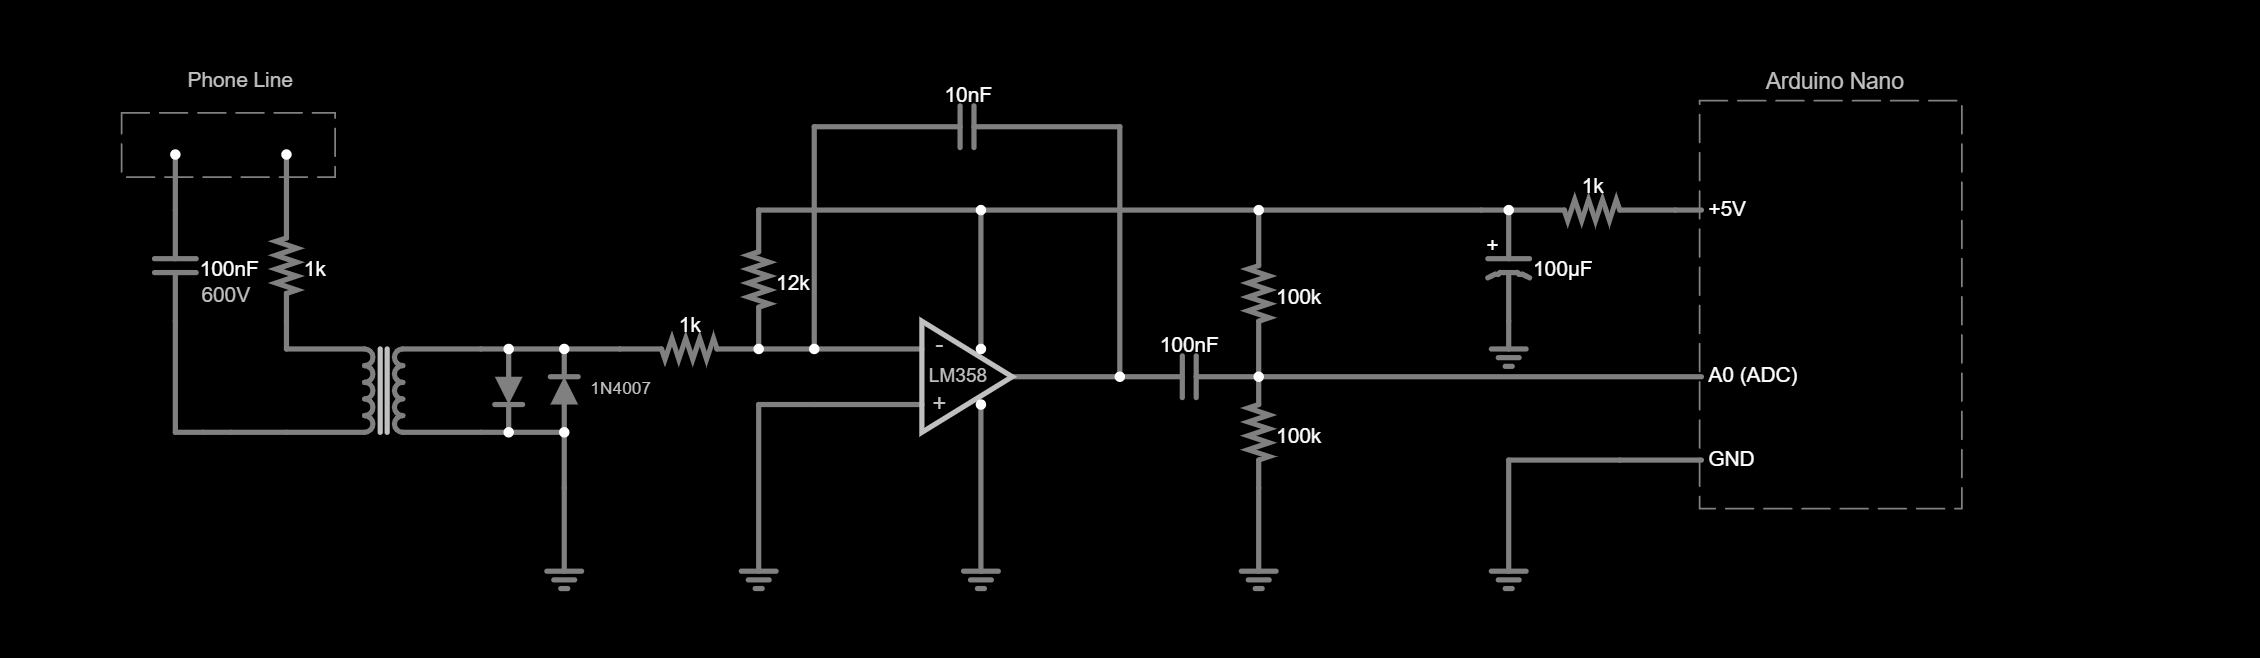 Phone Line
Arduino Nano
10nF
1k
+5V
+
100nF
600V
1k
12k
100k
100µF
1k
100nF
-
LM358
+
1N4007
A0 (ADC)
100k
GND